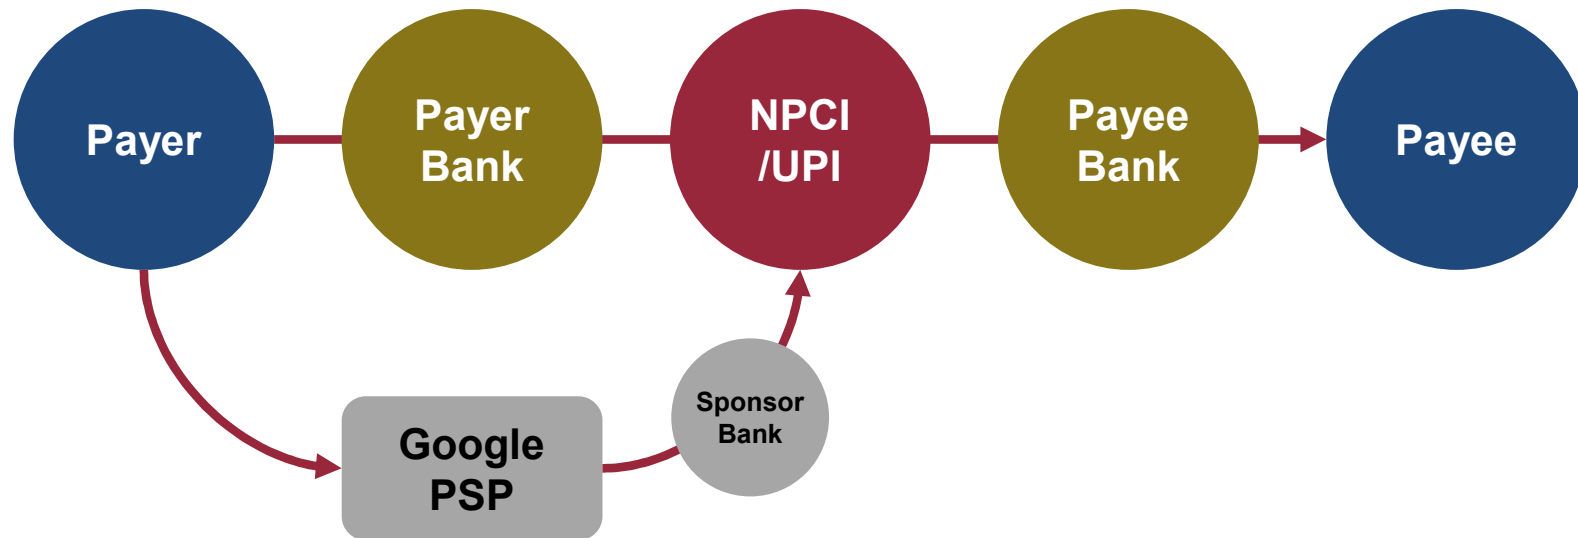 Payer
Payer
Bank
NPCI
/UPI
Payee
Bank
Payee
Google
PSP
Sponsor
Bank